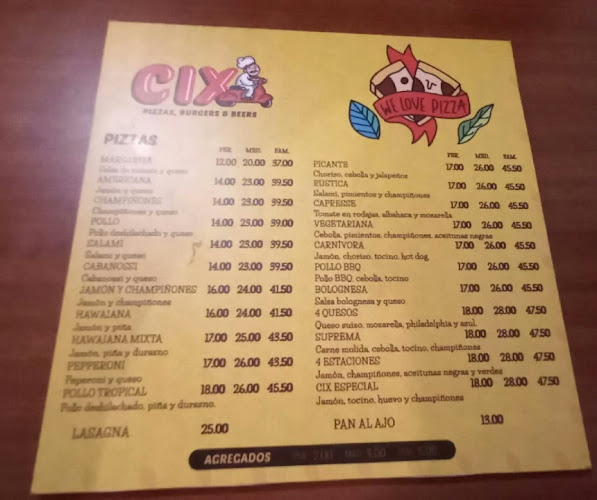 CIX
PIZZAS, BURGERS & BEERS
WE LOVE PIZZA
PIZZAS
PER. MED. FAM.
MARGARITA 12.00 20.00 37.00
Salsa de tomate y queso
AMERICANA 14.00 23.00 39.50
Jamón y queso
CHAMPIÑONES 14.00 23.00 39.50
Champiñones y queso
POLLO 14.00 23.00 39.00
Pollo deshilachado y queso
SALAMI 14.00 23.00 39.50
Salami y queso
CABANOSSI 14.00 23.00 39.50
Cabanossi y queso
JAMÓN Y CHAMPIÑONES 16.00 24.00 41.50
Jamón y champiñones
HAWAIANA 16.00 24.00 41.50
Jamón y piña
HAWAIANA MIXTA 17.00 25.00 43.50
Jamón, piña y durazno
PEPPERONI 17.00 26.00 43.50
Peperoni y queso
POLLO TROPICAL 18.00 26.00 45.50
Pollo deshilachado, piña y durazno.
LASAGNA 25.00
PER. MED. FAM.
PICANTE 17.00 26.00 45.50
Chorizo, cebolla y jalapeños
RUSTICA 17.00 26.00 45.50
Salami, pimientos y champiñones
CAPRESSE 17.00 26.00 45.50
Tomate en rodajas, albahaca y mozarella
VEGETARIANA 17.00 26.00 45.50
Cebolla, pimientos, champiñones, aceitunas negras
CARNÍVORA 17.00 26.00 45.50
Jamón, chorizo, tocino, hot dog
POLLO BBQ 17.00 26.00 45.50
Pollo BBQ, cebolla, tocino
BOLOGNESA 17.00 26.00 45.50
Salsa bolognesa y queso
4 QUESOS 18.00 28.00 47.50
Queso suizo, mozarella, philadelphia y azul.
SUPREMA 18.00 28.00 47.50
Carne molida, cebolla, tocino, champiñones
4 ESTACIONES 18.00 28.00 47.50
Jamón, champiñones, aceitunas negras y verdes
CIX ESPECIAL 18.00 28.00 47.50
Jamón, tocino, huevo y champiñones
PAN AL AJO 13.00
AGREGADOS